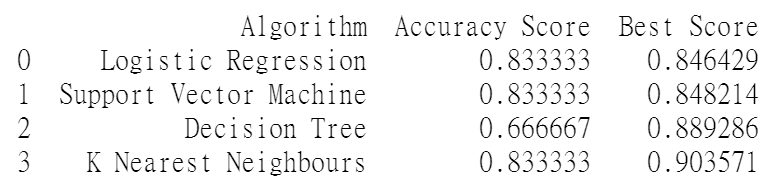 Algorithm Accuracy Score Best Score
0 Logistic Regression 0.833333 0.846429
1 Support Vector Machine 0.833333 0.848214
2 Decision Tree 0.666667 0.889286
3 K Nearest Neighbours 0.833333 0.903571